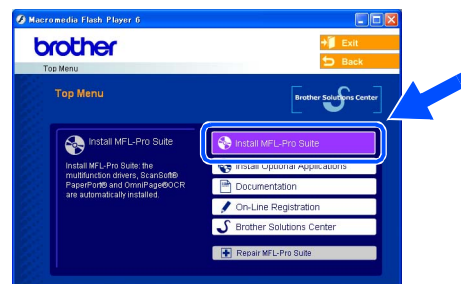 Macromedia Flash Player 6
brother
Exit
Back
Top Menu
Top Menu
Brother Solutions Center
Install MFL-Pro Suite
Install MFL-Pro Suite: the
multifunction drivers, ScanSoft®
PaperPort® and OmniPage®OCR
are automatically installed.
Install MFL-Pro Suite
Install Optional Applications
Documentation
On-Line Registration
Brother Solutions Center
Repair MFL-Pro Suite